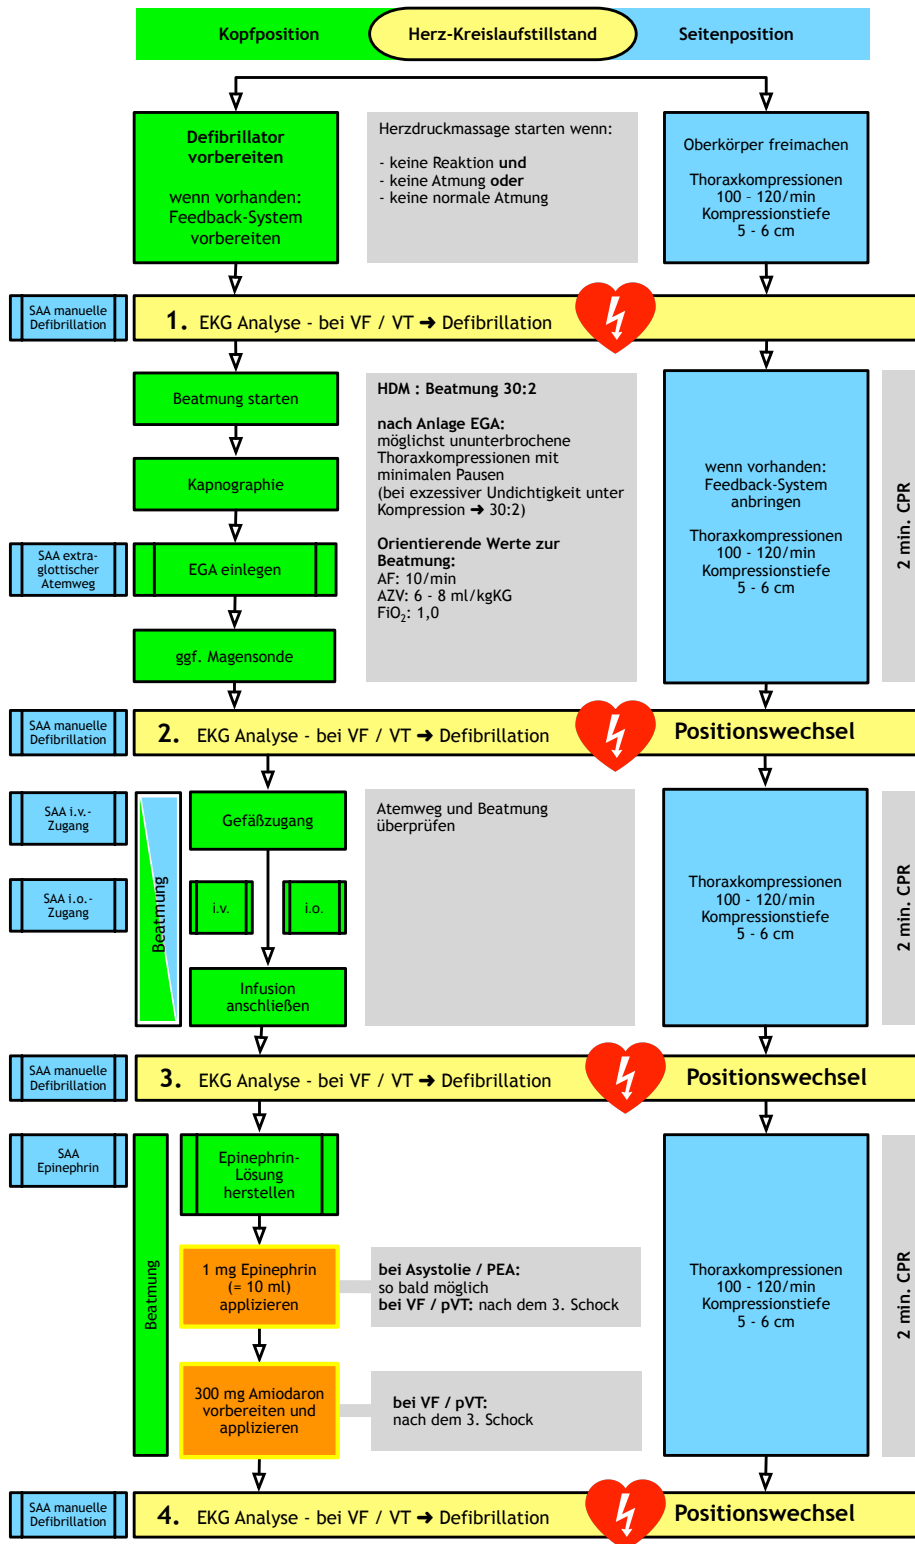 Kopfposition
Herz-Kreislaufstillstand
Seitenposition
Defibrillator
vorbereiten
wenn vorhanden:
Feedback-System
vorbereiten
Herzdruckmassage starten wenn:
- keine Reaktion und
- keine Atmung oder
- keine normale Atmung
Oberkörper freimachen
Thoraxkompressionen
100 - 120/min
Kompressionstiefe
5 - 6 cm
SAA manuelle
Defibrillation
1. EKG Analyse - bei VF / VT ➔ Defibrillation
Beatmung starten
Kapnographie
SAA extra-
glottischer
Atemweg
EGA einlegen
ggf. Magensonde
HDM : Beatmung 30:2
nach Anlage EGA:
möglichst ununterbrochene
Thoraxkompressionen mit
minimalen Pausen
(bei exzessiver Undichtigkeit unter
Kompression ➔ 30:2)
Orientierende Werte zur
Beatmung:
AF: 10/min
AZV: 6 - 8 ml/kgKG
FiO₂: 1,0
wenn vorhanden:
Feedback-System
anbringen
Thoraxkompressionen
100 - 120/min
Kompressionstiefe
5 - 6 cm
2 min. CPR
SAA manuelle
Defibrillation
2. EKG Analyse - bei VF / VT ➔ Defibrillation
Positionswechsel
SAA i.v.-
Zugang
SAA i.o.-
Zugang
Beatmung
Gefäßzugang
i.v.
i.o.
Infusion
anschließen
Atemweg und Beatmung
überprüfen
Thoraxkompressionen
100 - 120/min
Kompressionstiefe
5 - 6 cm
2 min. CPR
SAA manuelle
Defibrillation
3. EKG Analyse - bei VF / VT ➔ Defibrillation
Positionswechsel
SAA
Epinephrin
Beatmung
Epinephrin-
Lösung
herstellen
1 mg Epinephrin
(= 10 ml)
applizieren
bei Asystolie / PEA:
so bald möglich
bei VF / pVT: nach dem 3. Schock
300 mg Amiodaron
vorbereiten und
applizieren
bei VF / pVT:
nach dem 3. Schock
Thoraxkompressionen
100 - 120/min
Kompressionstiefe
5 - 6 cm
2 min. CPR
SAA manuelle
Defibrillation
4. EKG Analyse - bei VF / VT ➔ Defibrillation
Positionswechsel